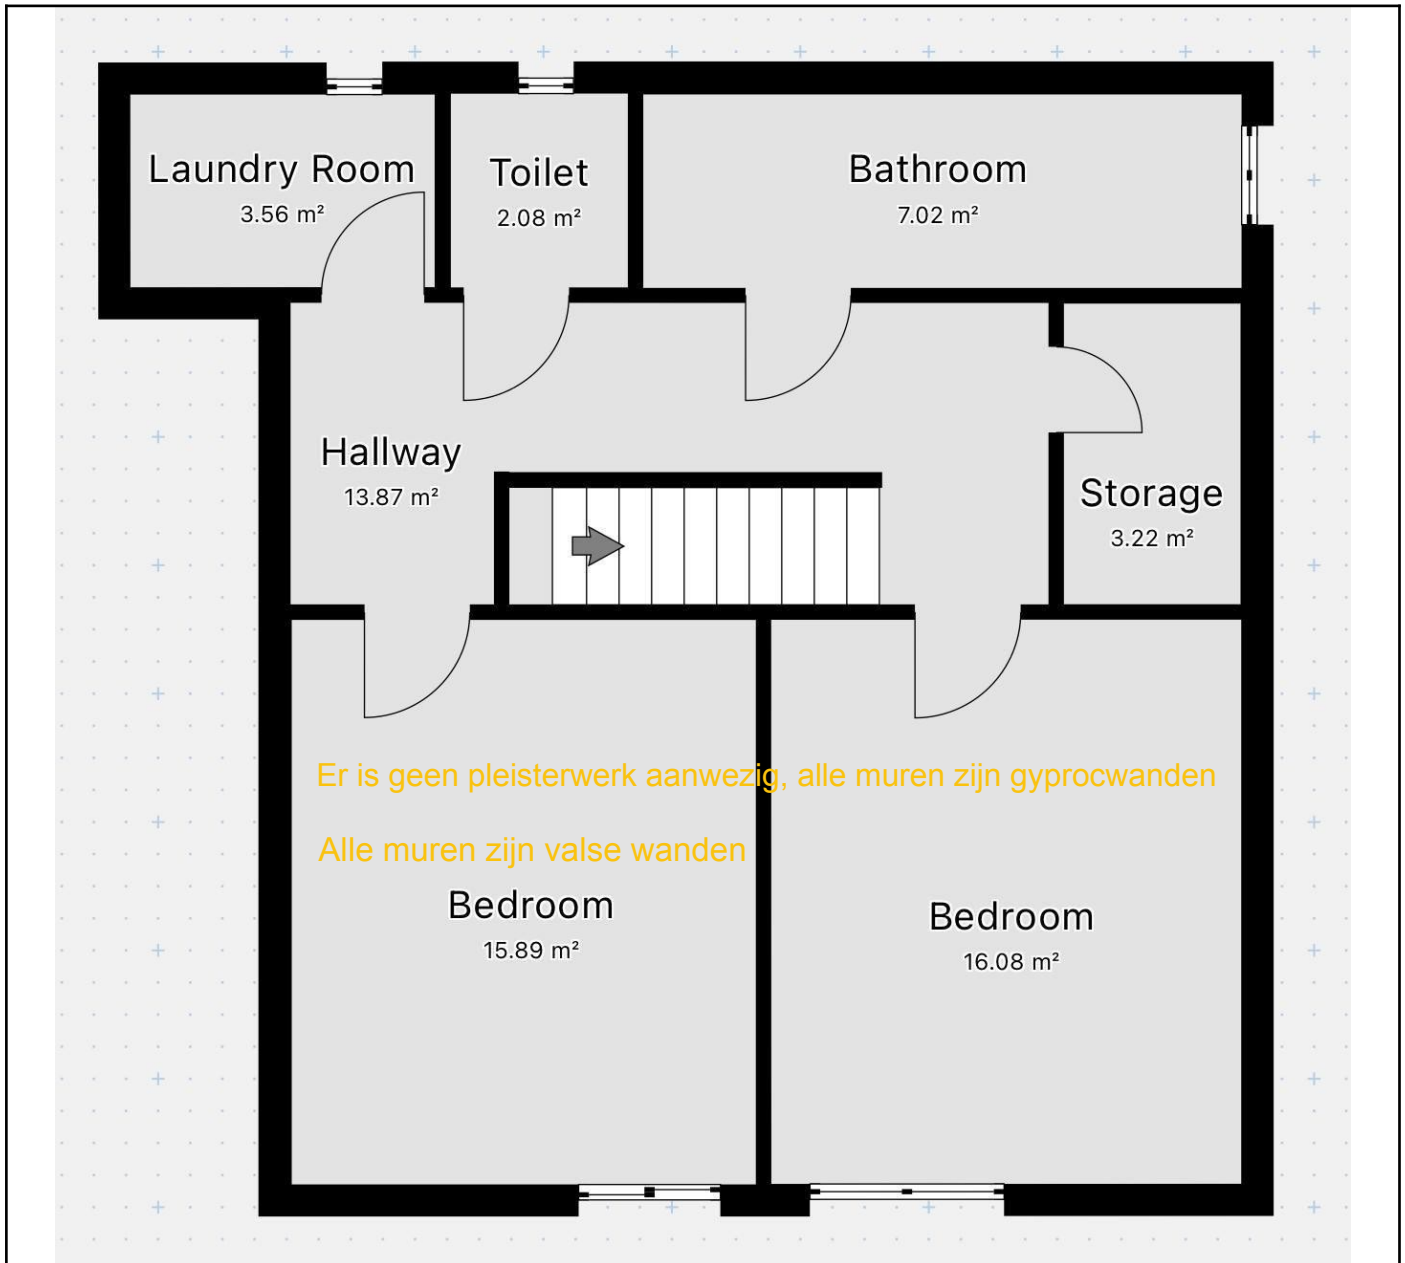 Laundry Room
3.56 m²
Toilet
2.08 m²
Bathroom
7.02 m²
Hallway
13.87 m²
Storage
3.22 m²
Er is geen pleisterwerk aanwezig, alle muren zijn gyprocwanden
Alle muren zijn valse wanden
Bedroom
15.89 m²
Bedroom
16.08 m²